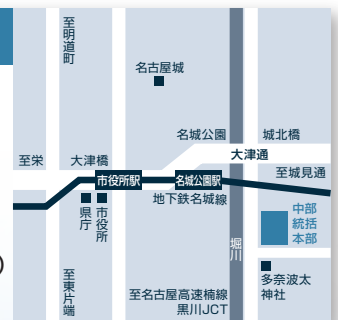 至明道町
名古屋城
名城公園
城北橋
大津通
至栄
大津橋
市役所駅
名城公園駅
至城見通
地下鉄名城線
県庁
市役所
堀川
中部
統括
本部
多奈波太
神社
至東片端
至名古屋高速楠線
黒川JCT
)